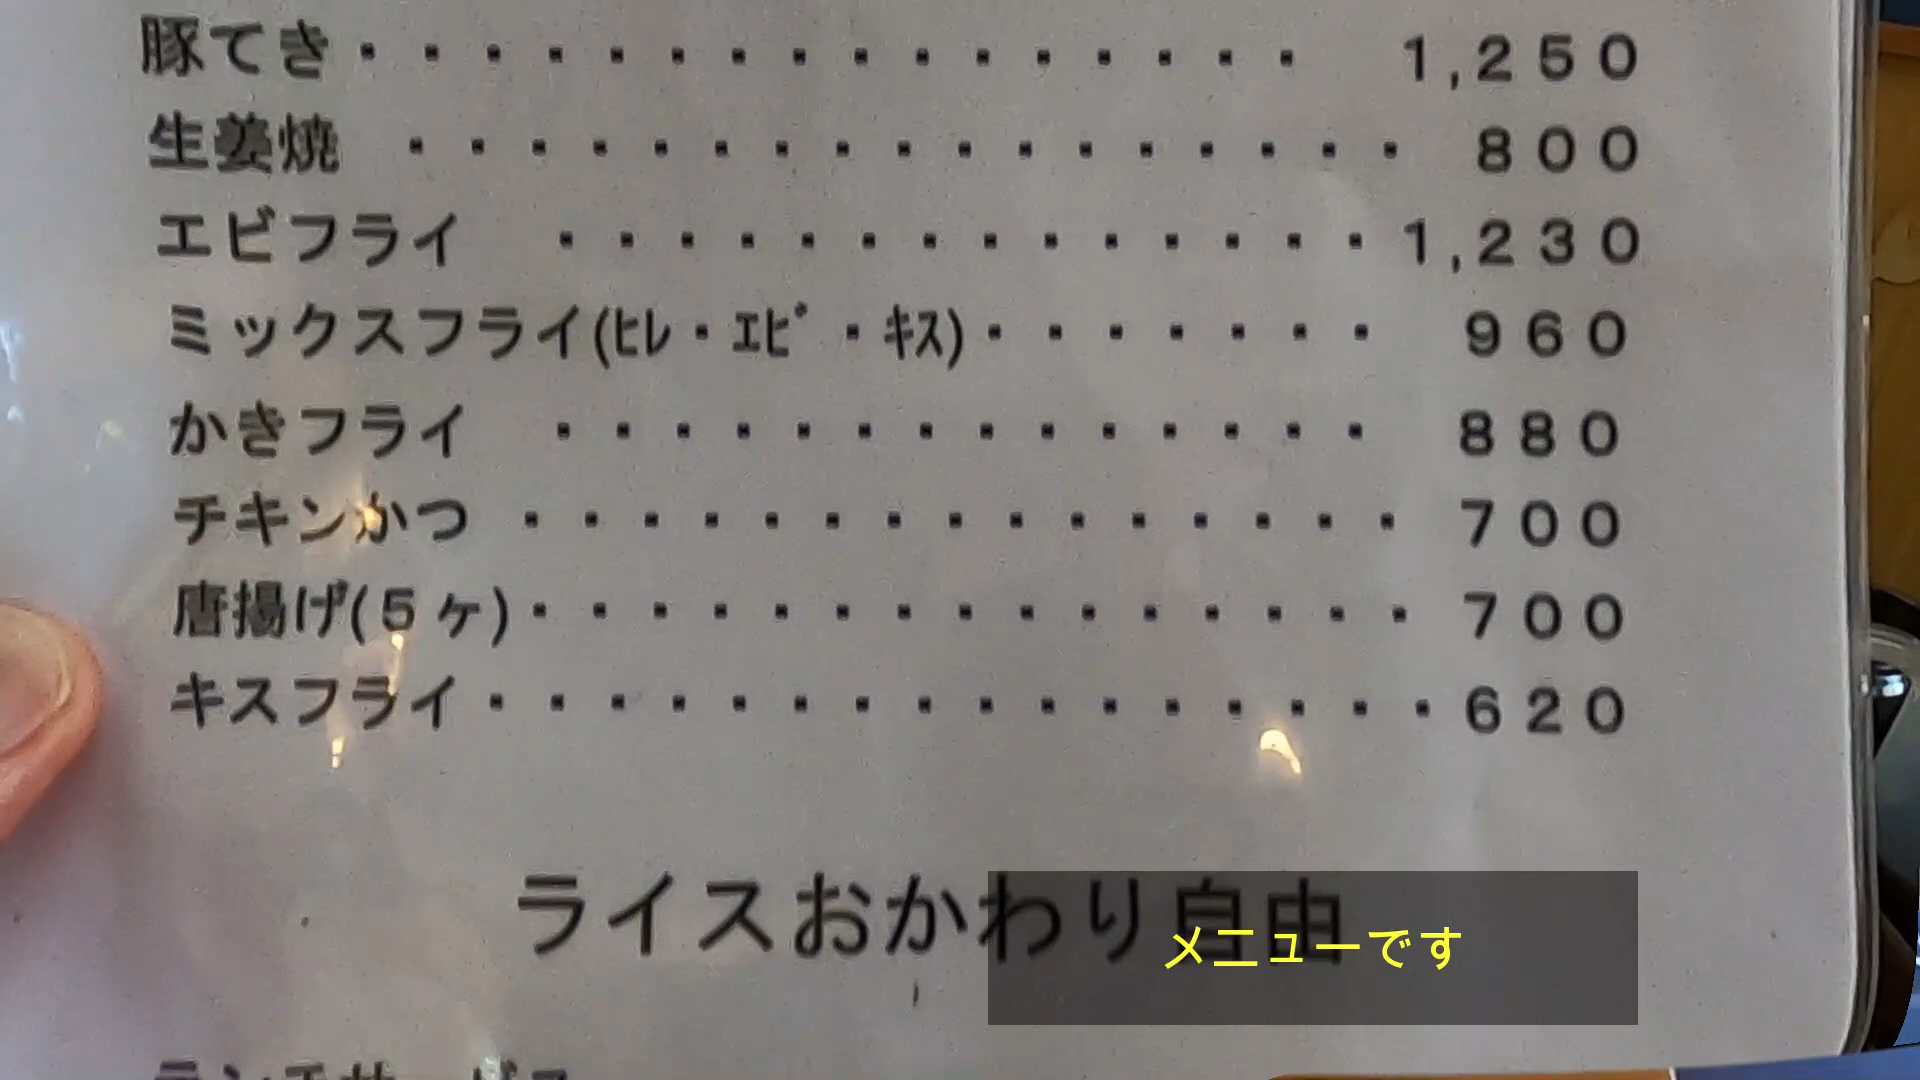 豚てき・・・・・・・・・・・・・・・・ 1,250
生姜焼 ・・・・・・・・・・・・・・・・・ 800
エビフライ ・・・・・・・・・・・・・・1,230
ミックスフライ(ﾋﾚ・ｴﾋﾞ・ｷｽ)・・・・・・・ 960
かきフライ ・・・・・・・・・・・・・・ 880
チキンかつ ・・・・・・・・・・・・・・・ 700
唐揚げ(5ヶ)・・・・・・・・・・・・・・・ 700
キスフライ・・・・・・・・・・・・・・・・620
ライスおかわり自由
メニューです